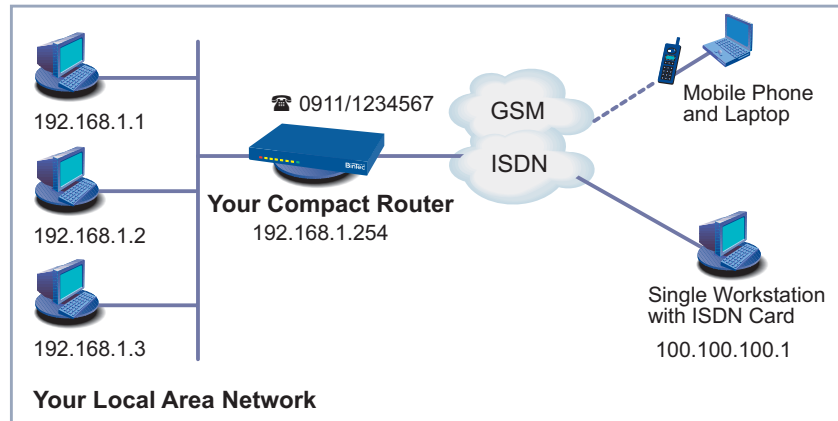 192.168.1.1
192.168.1.2
192.168.1.3
☎ 0911/1234567
BinTec
Your Compact Router
192.168.1.254
GSM
ISDN
Mobile Phone
and Laptop
Single Workstation
with ISDN Card
100.100.100.1
Your Local Area Network